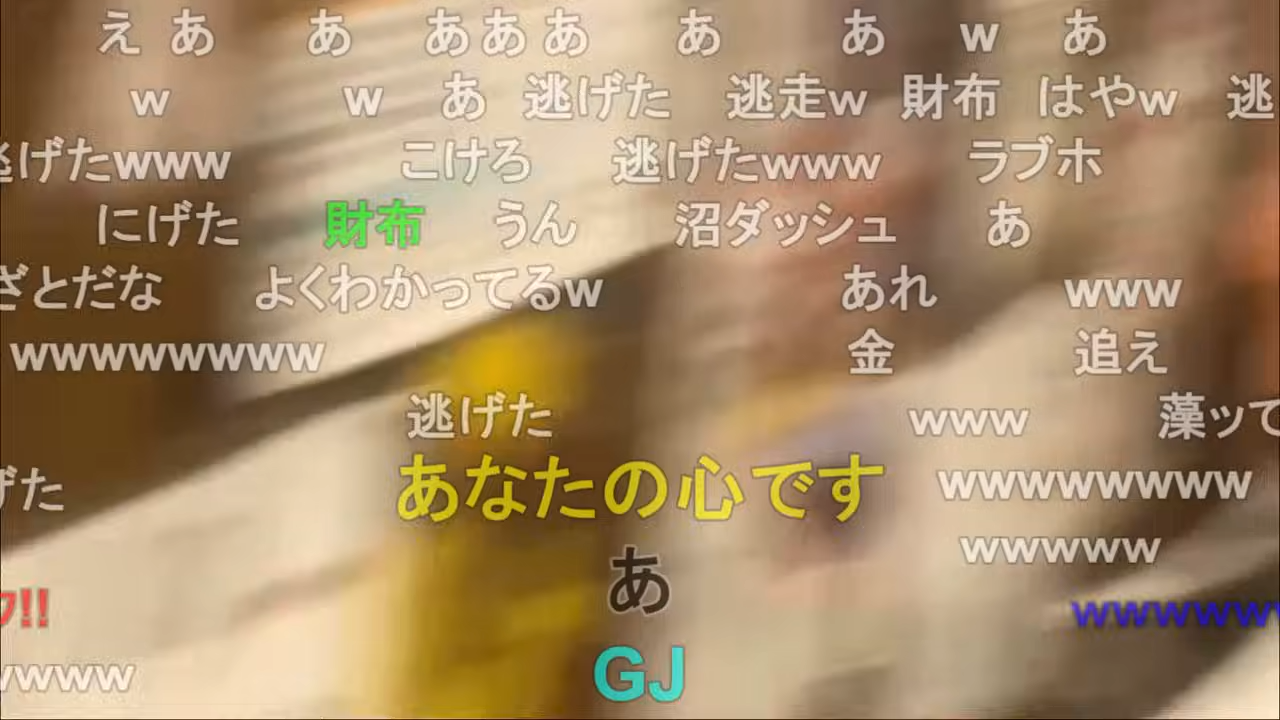 え あ あ あああ あ あ w あ
w w あ 逃げた 逃走w 財布 はやw 逃
逃げたwww こけろ 逃げたwww ラブホ
にげた 財布 うん 沼ダッシュ あ
ざとだな よくわかってるw あれ www
wwwwwwwww 金 追え
逃げた www 藻ッて
げた あなたの心です wwwwwwwww
あ wwwwww
!! wwwwww
wwww GJ